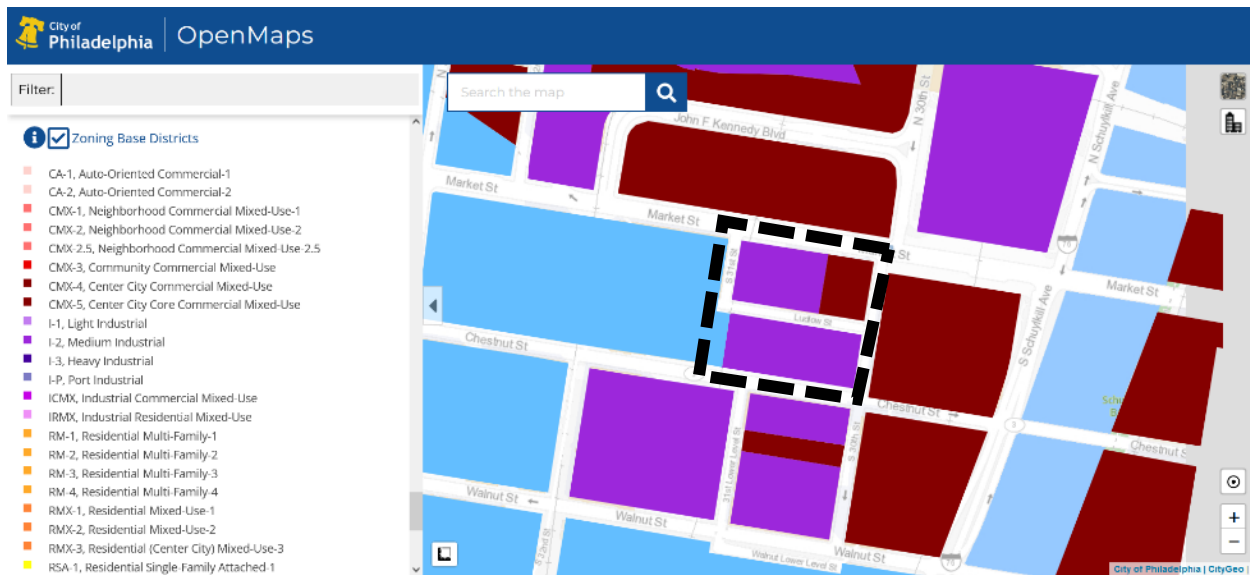 City of
Philadelphia
OpenMaps
Filter:
Search the map
Zoning Base Districts
CA-1, Auto-Oriented Commercial-1
CA-2, Auto-Oriented Commercial-2
CMX-1, Neighborhood Commercial Mixed-Use-1
CMX-2, Neighborhood Commercial Mixed-Use-2
CMX-2.5, Neighborhood Commercial Mixed-Use-2.5
CMX-3, Community Commercial Mixed-Use
CMX-4, Center City Commercial Mixed-Use
CMX-5, Center City Core Commercial Mixed-Use
I-1, Light Industrial
I-2, Medium Industrial
I-3, Heavy Industrial
I-P, Port Industrial
ICMX, Industrial Commercial Mixed-Use
IRMX, Industrial Residential Mixed-Use
RM-1, Residential Multi-Family-1
RM-2, Residential Multi-Family-2
RM-3, Residential Multi-Family-3
RM-4, Residential Multi-Family-4
RMX-1, Residential Mixed-Use-1
RMX-2, Residential Mixed-Use-2
RMX-3, Residential (Center City) Mixed-Use-3
RSA-1, Residential Single-Family Attached-1
N 30th St
N Schuylkill Ave
John F Kennedy Blvd
Market St
Market St
St
76
S 31st St
Market St
Ludlow St
S Schuylkill Ave
Chestnut St
Chestnut St
3
Chestnut S
31st Lower Level St
S 30th St
Walnut St
Walnut St
Walnut St
Walnut Lower Level St
76
City of Philadelphia | CityGeo